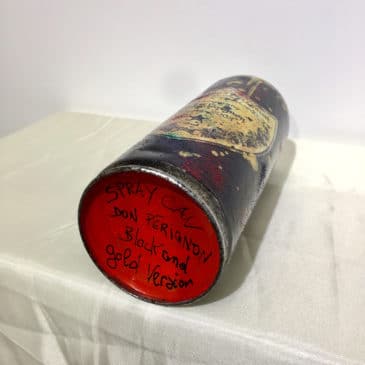 SPRAY CAN
DON PERIGNON
Black and
gold Version